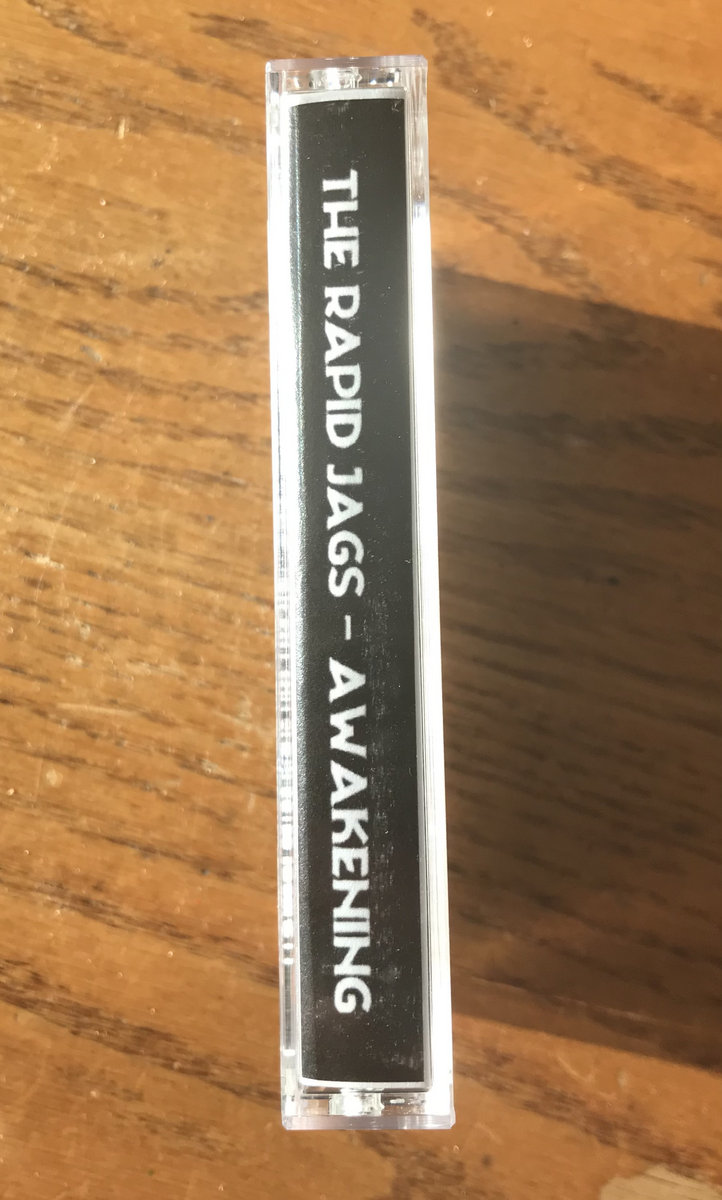 THE RAPID JAGS - AWAKENING